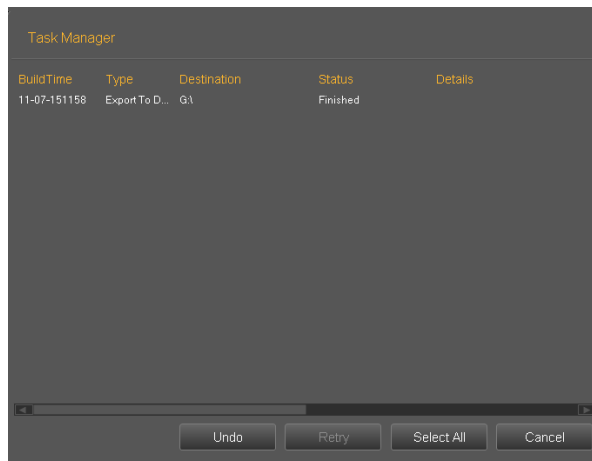 Task Manager
BuildTime Type Destination Status Details
11-07-151158 Export To D... G:\ Finished
Undo Retry Select All Cancel